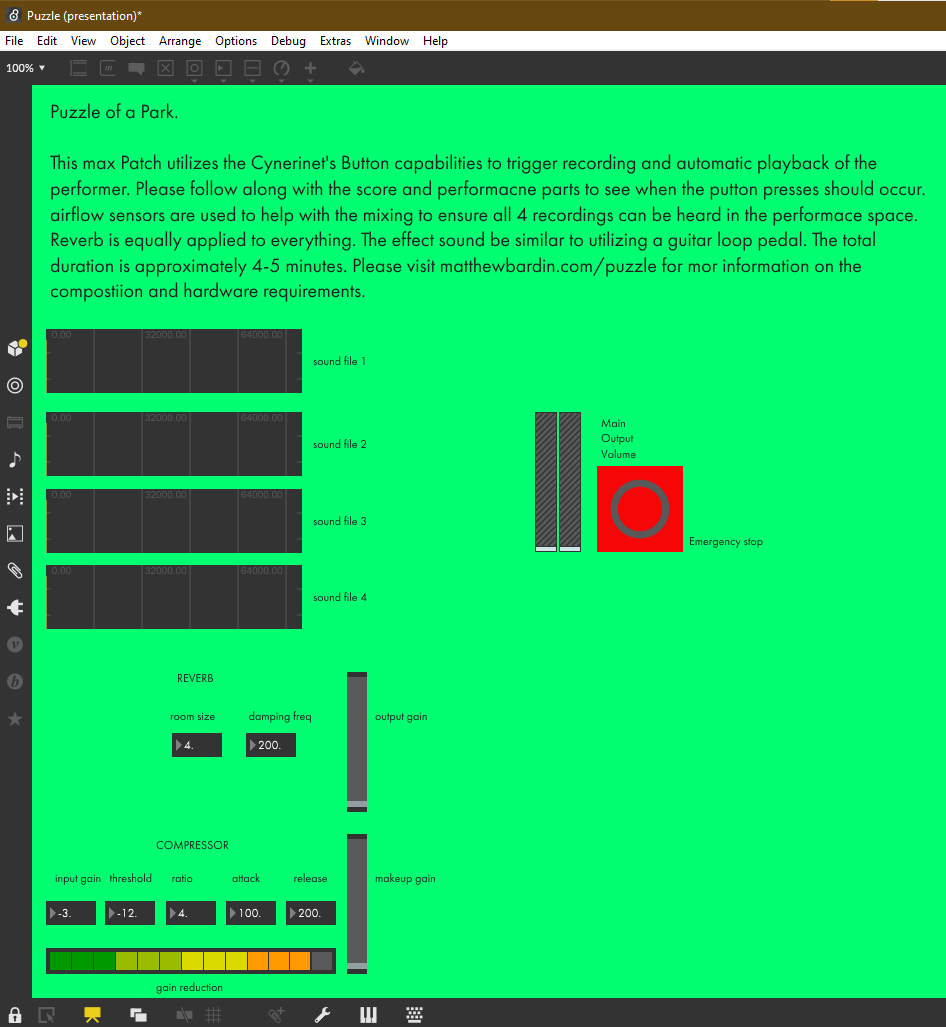 Puzzle (presentation)*
File Edit View Object Arrange Options Debug Extras Window Help
100%
Puzzle of a Park.
This max Patch utilizes the Cynerinet's Button capabilities to trigger recording and automatic playback of the
performer. Please follow along with the score and performacne parts to see when the putton presses should occur.
airflow sensors are used to help with the mixing to ensure all 4 recordings can be heard in the performace space.
Reverb is equally applied to everything. The effect sound be similar to utilizing a guitar loop pedal. The total
duration is approximately 4-5 minutes. Please visit matthewbardin.com/puzzle for mor information on the
compostiion and hardware requirements.
0.00 32000.00 64000.00
sound file 1
0.00 32000.00 64000.00
sound file 2
0.00 32000.00 64000.00
sound file 3
0.00 32000.00 64000.00
sound file 4
Main
Output
Volume
Emergency stop
REVERB
room size damping freq output gain
4. 200.
COMPRESSOR
input gain threshold ratio attack release makeup gain
-3. -12. 4. 100. 200.
gain reduction